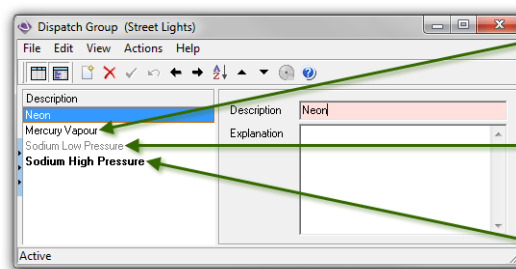 Dispatch Group (Street Lights)
File Edit View Actions Help
Description
Neon
Mercury Vapour
Sodium Low Pressure
Sodium High Pressure
Description Neon
Explanation
Active